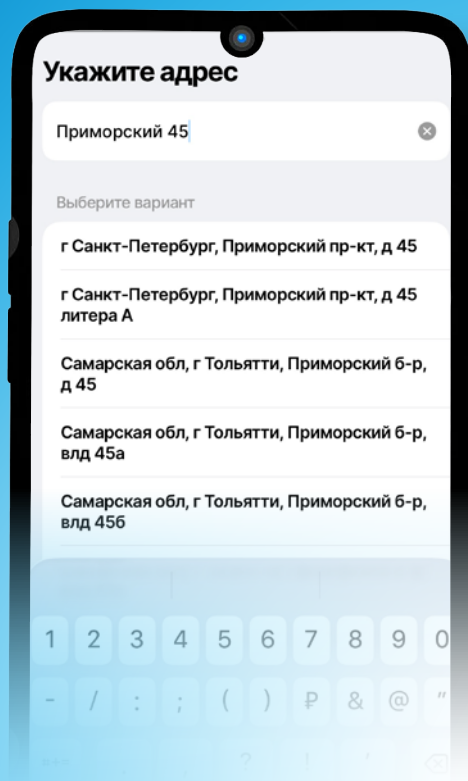 Укажите адрес
Приморский 45
Выберите вариант
г Санкт-Петербург, Приморский пр-кт, д 45
г Санкт-Петербург, Приморский пр-кт, д 45
литера А
Самарская обл, г Тольятти, Приморский б-р,
д 45
Самарская обл, г Тольятти, Приморский б-р,
влд 45а
Самарская обл, г Тольятти, Приморский б-р,
влд 45б
1 2 3 4 5 6 7 8 9 0
- / : ; ( ) ₽ & @ "
. , ? ! '